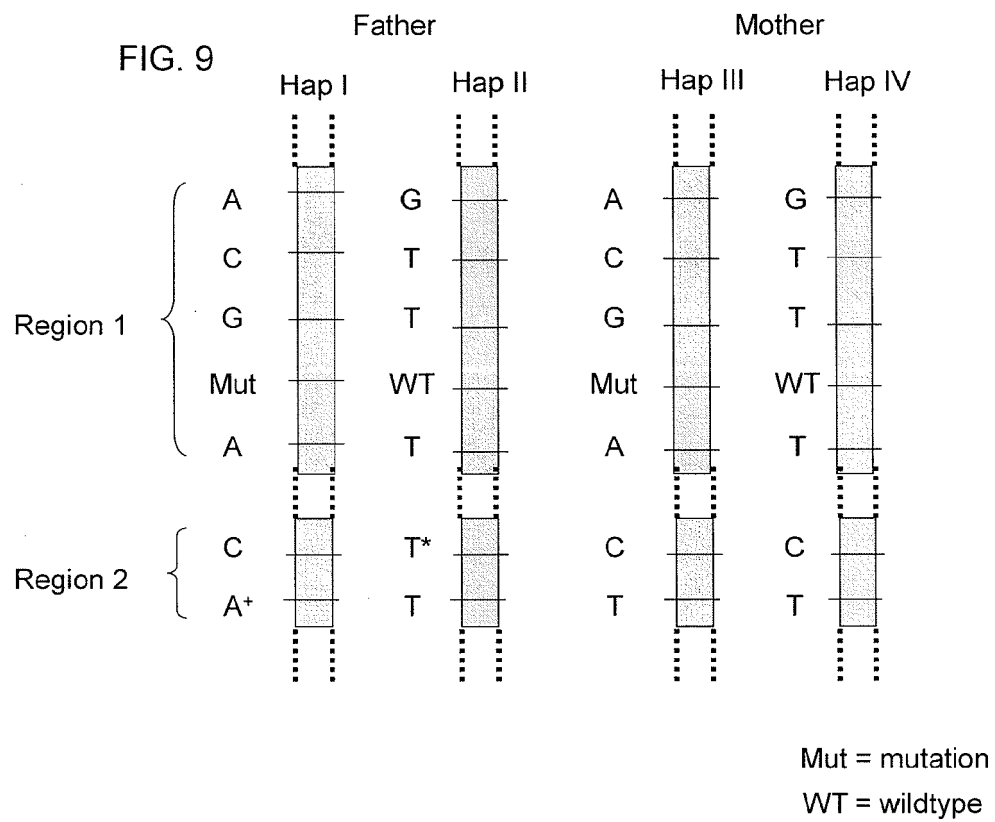 Father Mother
FIG. 9
Hap I Hap II Hap III Hap IV
A G A G
C T C T
G T G T
Region 1
Mut WT Mut WT
A T A T
C T* C C
Region 2
A+ T T T
Mut = mutation
WT = wildtype